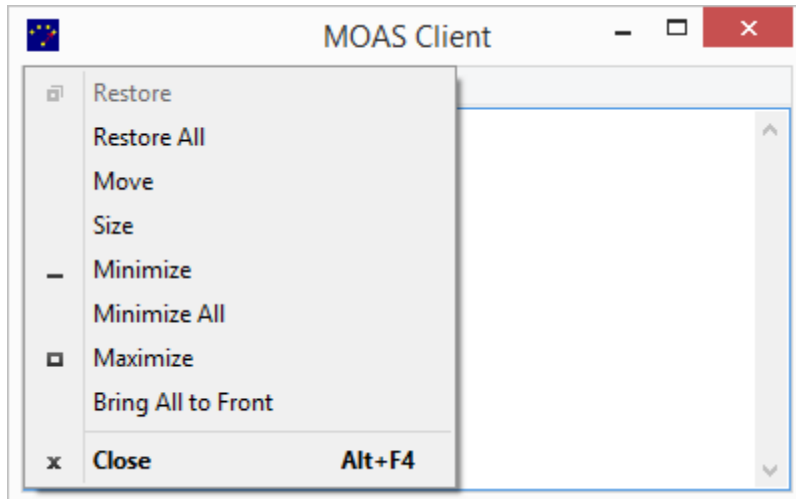 MOAS Client
Restore
Restore All
Move
Size
Minimize
Minimize All
Maximize
Bring All to Front
Close Alt+F4